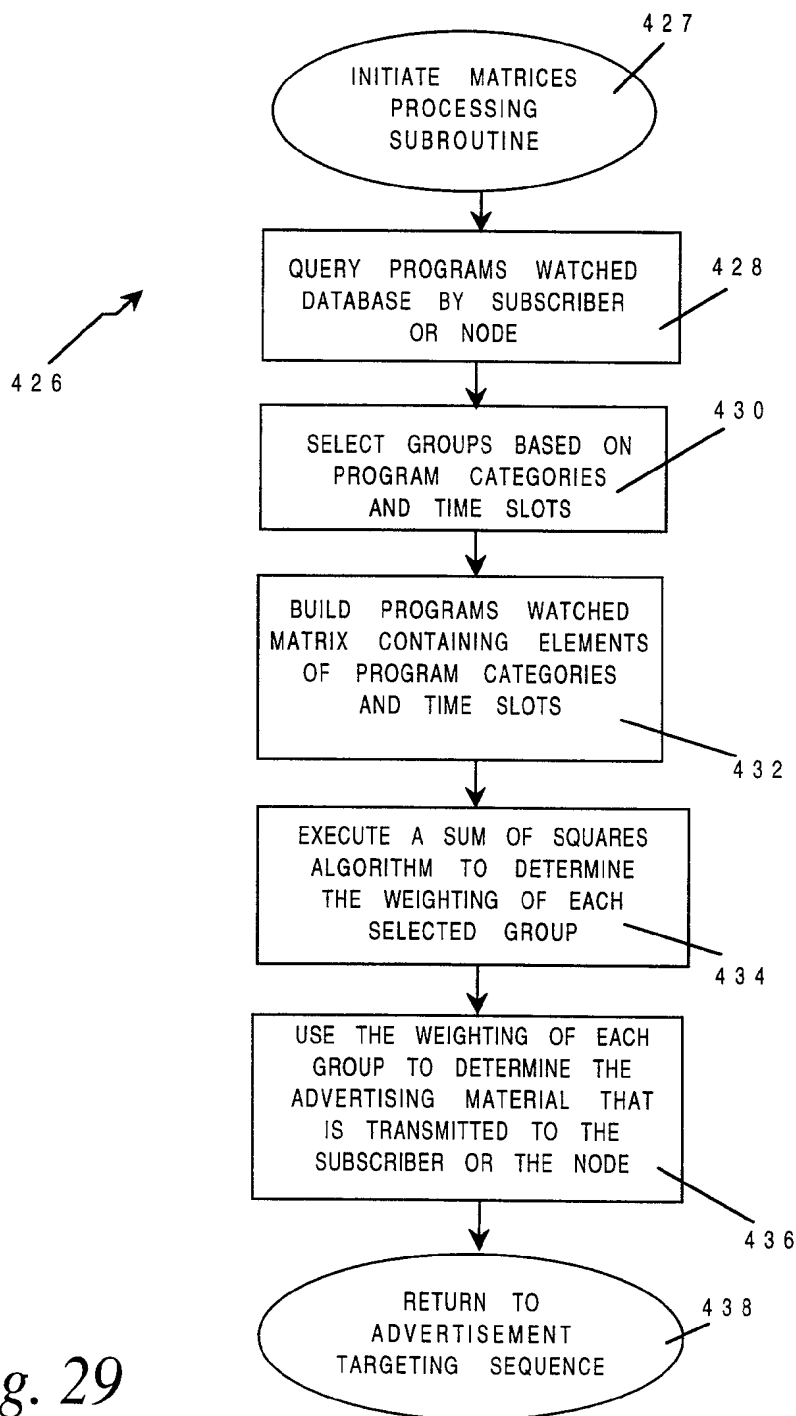 427
INITIATE MATRICES
PROCESSING
SUBROUTINE
428
QUERY PROGRAMS WATCHED
DATABASE BY SUBSCRIBER
OR NODE
426
430
SELECT GROUPS BASED ON
PROGRAM CATEGORIES
AND TIME SLOTS
BUILD PROGRAMS WATCHED
MATRIX CONTAINING ELEMENTS
OF PROGRAM CATEGORIES
AND TIME SLOTS
432
EXECUTE A SUM OF SQUARES
ALGORITHM TO DETERMINE
THE WEIGHTING OF EACH
SELECTED GROUP
434
USE THE WEIGHTING OF EACH
GROUP TO DETERMINE THE
ADVERTISING MATERIAL THAT
IS TRANSMITTED TO THE
SUBSCRIBER OR THE NODE
436
RETURN TO
ADVERTISEMENT
TARGETING SEQUENCE
438
g. 29